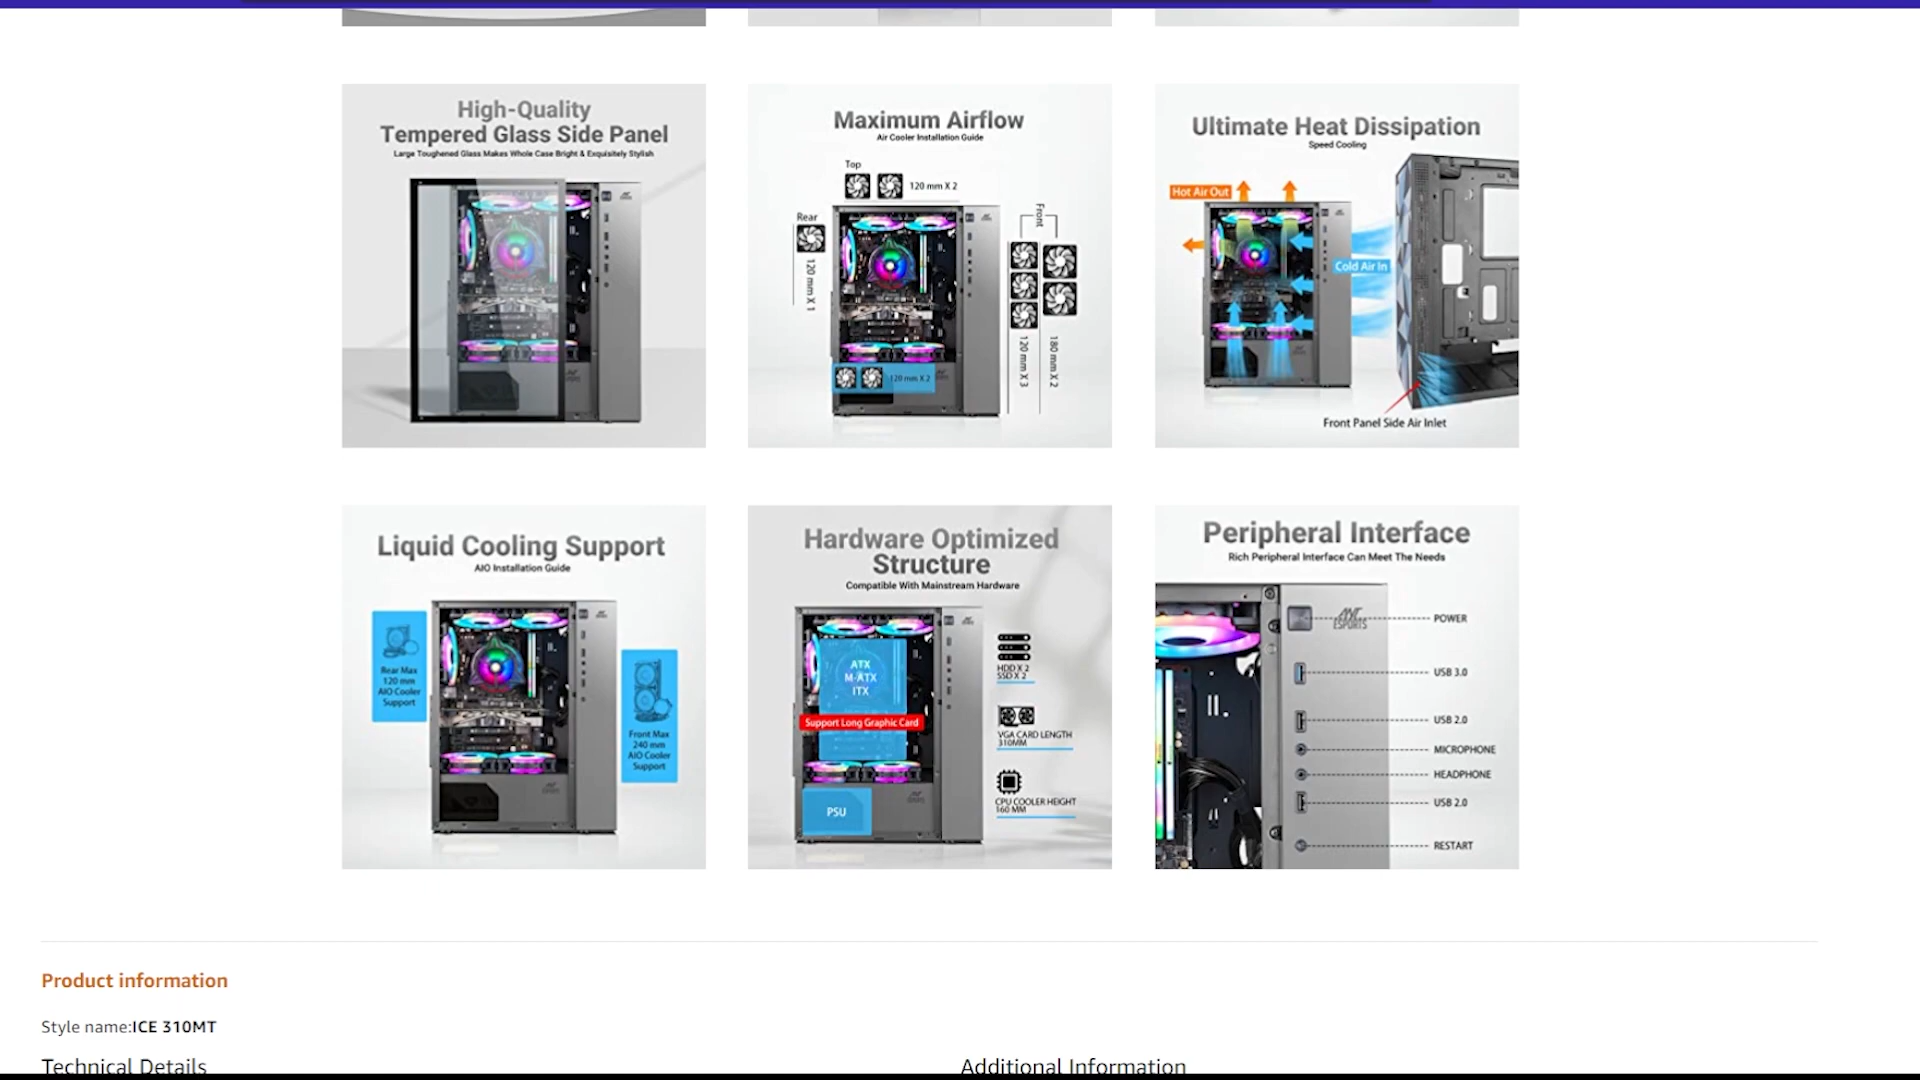 High-Quality
Tempered Glass Side Panel
Large Toughened Glass Makes Whole Case Bright & Exquisitely Stylish
Maximum Airflow
Air Cooler Installation Guide
Top
120 mm X 2
Rear
120 mm X 1
Front
120 mm X 3
180 mm X 2
120 mm X 2
Ultimate Heat Dissipation
Speed Cooling
Hot Air Out
Cold Air In
Front Panel Side Air Inlet
Liquid Cooling Support
AIO Installation Guide
Rear Max
120 mm
AIO Cooler
Support
Front Max
240 mm
AIO Cooler
Support
Hardware Optimized
Structure
Compatible With Mainstream Hardware
ATX
M-ATX
ITX
Support Long Graphic Card
PSU
HDD X 2
SSD X 2
VGA CARD LENGTH
310MM
CPU COOLER HEIGHT
160 MM
Peripheral Interface
Rich Peripheral Interface Can Meet The Needs
ANT
ESPORTS
POWER
USB 3.0
USB 2.0
MICROPHONE
HEADPHONE
USB 2.0
RESTART
Product information
Style name:ICE 310MT
Technical Details
Additional Information